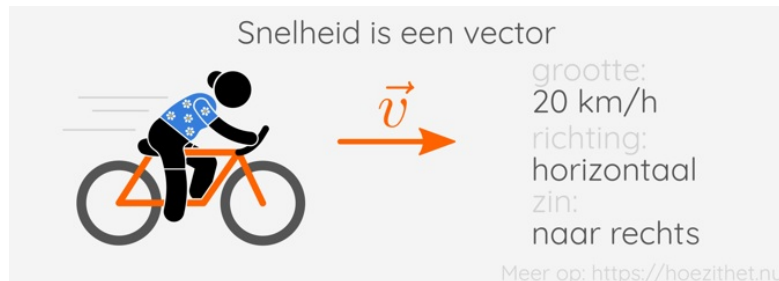 Snelheid is een vector
v⃗
grootte:
20 km/h
richting:
horizontaal
zin:
naar rechts
Meer op: https://hoezithet.nu